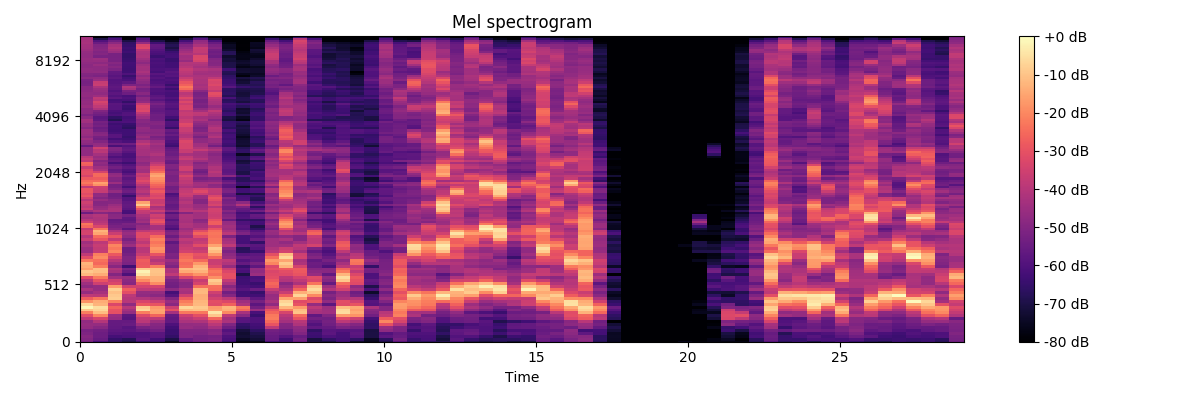 Mel spectrogram
8192
4096
2048
1024
512
0
Hz
0 5 10 15 20 25
Time
+0 dB
-10 dB
-20 dB
-30 dB
-40 dB
-50 dB
-60 dB
-70 dB
-80 dB